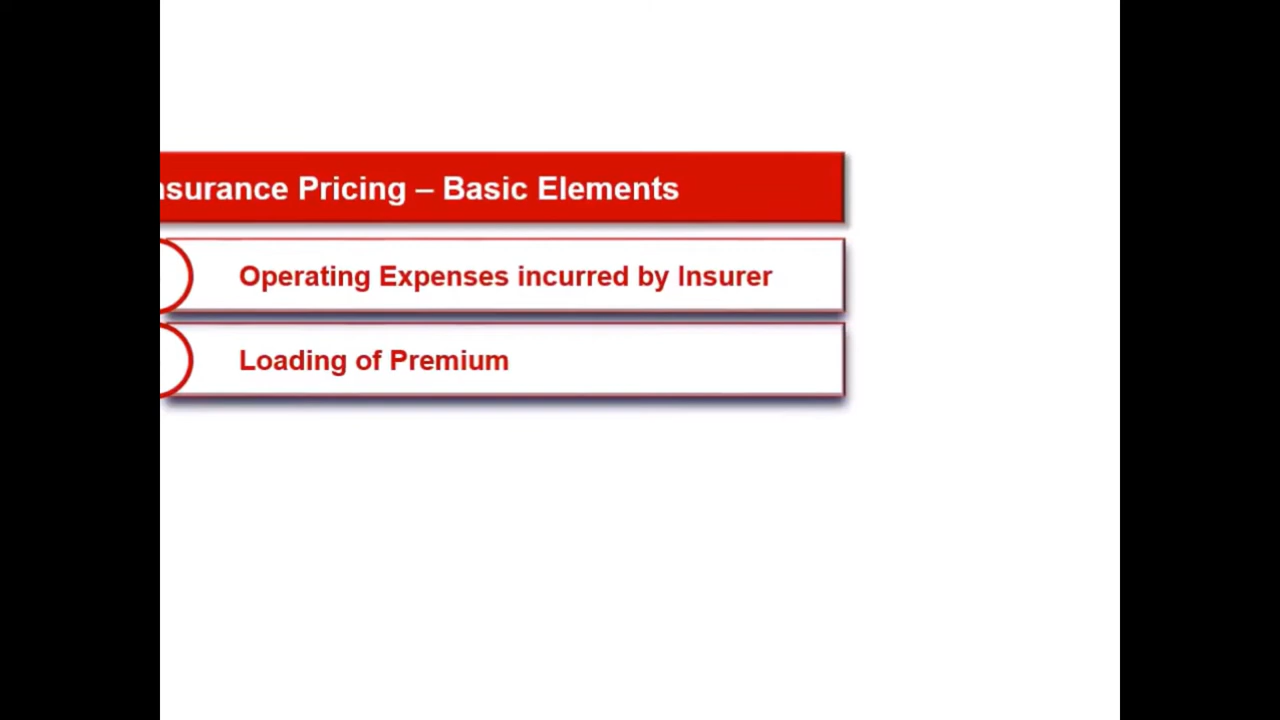 nsurance Pricing – Basic Elements
Operating Expenses incurred by Insurer
Loading of Premium